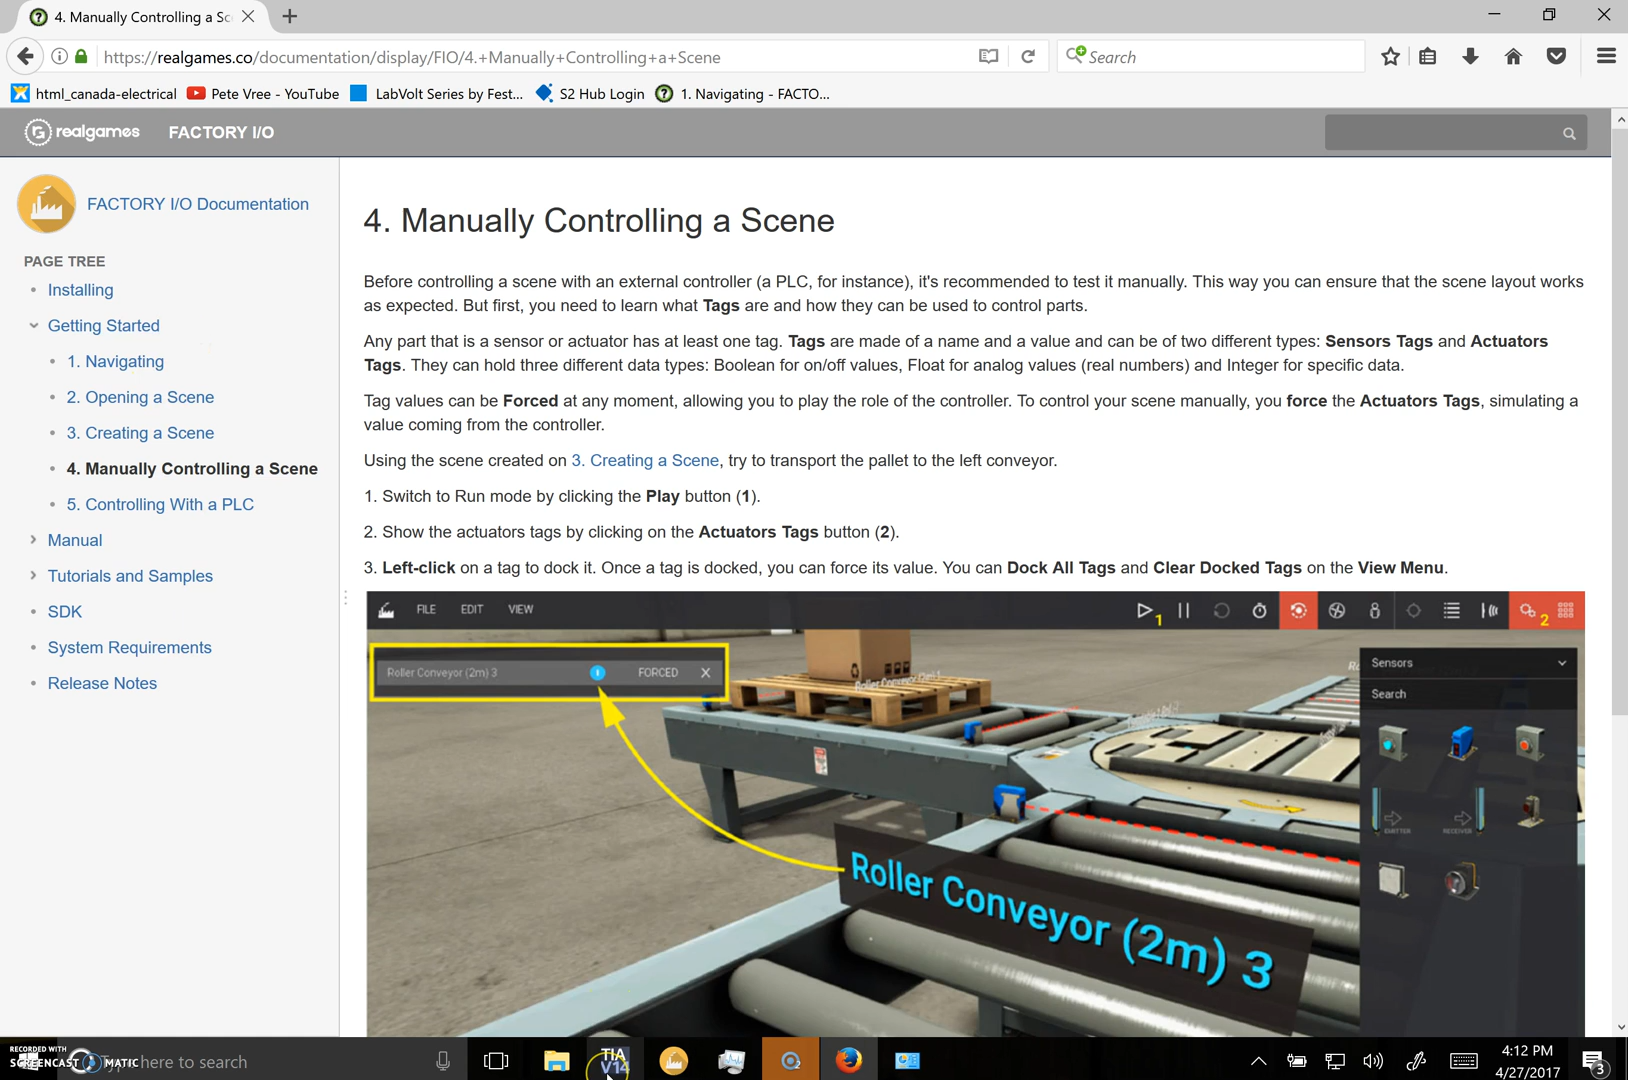 4. Manually Controlling a Sc
https://realgames.co/documentation/display/FIO/4.+Manually+Controlling+a+Scene
Search
html_canada-electrical
Pete Vree - YouTube
LabVolt Series by Fest...
S2 Hub Login
1. Navigating - FACTO...
realgames
FACTORY I/O
FACTORY I/O Documentation
PAGE TREE
Installing
Getting Started
1. Navigating
2. Opening a Scene
3. Creating a Scene
4. Manually Controlling a Scene
5. Controlling With a PLC
Manual
Tutorials and Samples
SDK
System Requirements
Release Notes
4. Manually Controlling a Scene
Before controlling a scene with an external controller (a PLC, for instance), it's recommended to test it manually. This way you can ensure that the scene layout works
as expected. But first, you need to learn what Tags are and how they can be used to control parts.
Any part that is a sensor or actuator has at least one tag. Tags are made of a name and a value and can be of two different types: Sensors Tags and Actuators
Tags. They can hold three different data types: Boolean for on/off values, Float for analog values (real numbers) and Integer for specific data.
Tag values can be Forced at any moment, allowing you to play the role of the controller. To control your scene manually, you force the Actuators Tags, simulating a
value coming from the controller.
Using the scene created on 3. Creating a Scene, try to transport the pallet to the left conveyor.
1. Switch to Run mode by clicking the Play button (1).
2. Show the actuators tags by clicking on the Actuators Tags button (2).
3. Left-click on a tag to dock it. Once a tag is docked, you can force its value. You can Dock All Tags and Clear Docked Tags on the View Menu.
FILE EDIT VIEW
1
2
Roller Conveyor (2m) 3
FORCED X
Sensors
Search
EMITTER
RECEIVER
Roller Conveyor (2m) 3
RECORDED WITH
SCREENCAST MATIC
Type here to search
TIA
V14
4:12 PM
4/27/2017
3